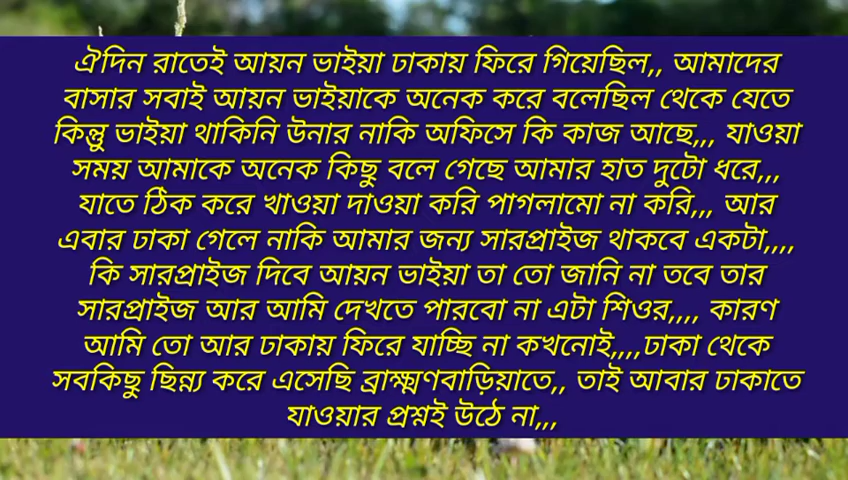 ঐদিন রাতেই আয়ন ভাইয়া ঢাকায় ফিরে গিয়েছিল,, আমাদের
বাসার সবাই আয়ন ভাইয়াকে অনেক করে বলেছিল থেকে যেতে
কিন্তু ভাইয়া থাকিনি উনার নাকি অফিসে কি কাজ আছে,,, যাওয়া
সময় আমাকে অনেক কিছু বলে গেছে আমার হাত দুটো ধরে,,,
যাতে ঠিক করে খাওয়া দাওয়া করি পাগলামো না করি,,, আর
এবার ঢাকা গেলে নাকি আমার জন্য সারপ্রাইজ থাকবে একটা,,,,
কি সারপ্রাইজ দিবে আয়ন ভাইয়া তা তো জানি না তবে তার
সারপ্রাইজ আর আমি দেখতে পারবো না এটা শিওর,,,, কারণ
আমি তো আর ঢাকায় ফিরে যাচ্ছি না কখনোই,,,,ঢাকা থেকে
সবকিছু ছিন্ন্য করে এসেছি ব্রাক্ষ্মণবাড়িয়াতে,, তাই আবার ঢাকাতে
যাওয়ার প্রশ্নই উঠে না,,,